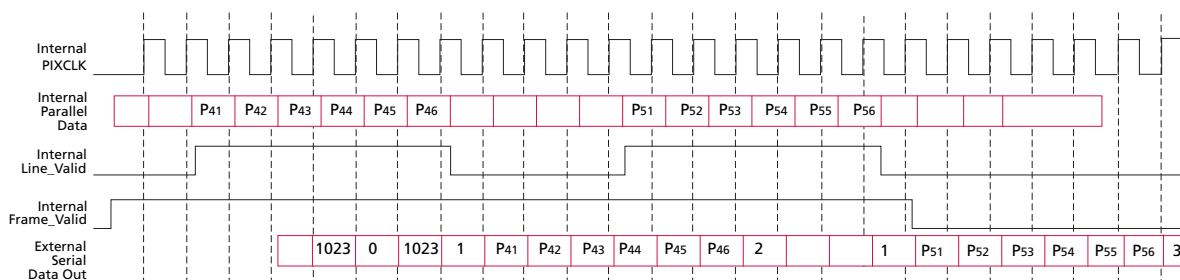 Internal
PIXCLK
Internal
Parallel
Data
P41 P42 P43 P44 P45 P46 P51 P52 P53 P54 P55 P56
Internal
Line_Valid
Internal
Frame_Valid
External
Serial
Data Out
1023 0 1023 1 P41 P42 P43 P44 P45 P46 2 1 P51 P52 P53 P54 P55 P56 3